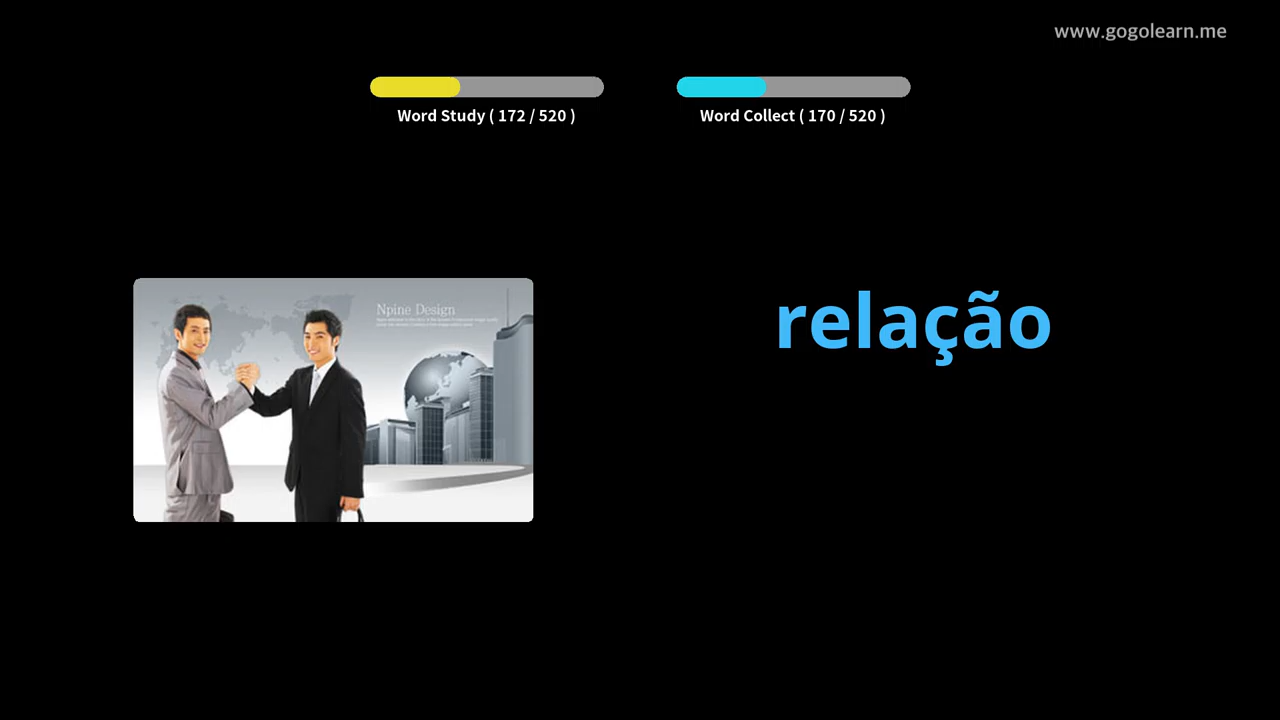 www.gogolearn.me
Word Study ( 172 / 520 )
Word Collect ( 170 / 520 )
Npine Design
relação